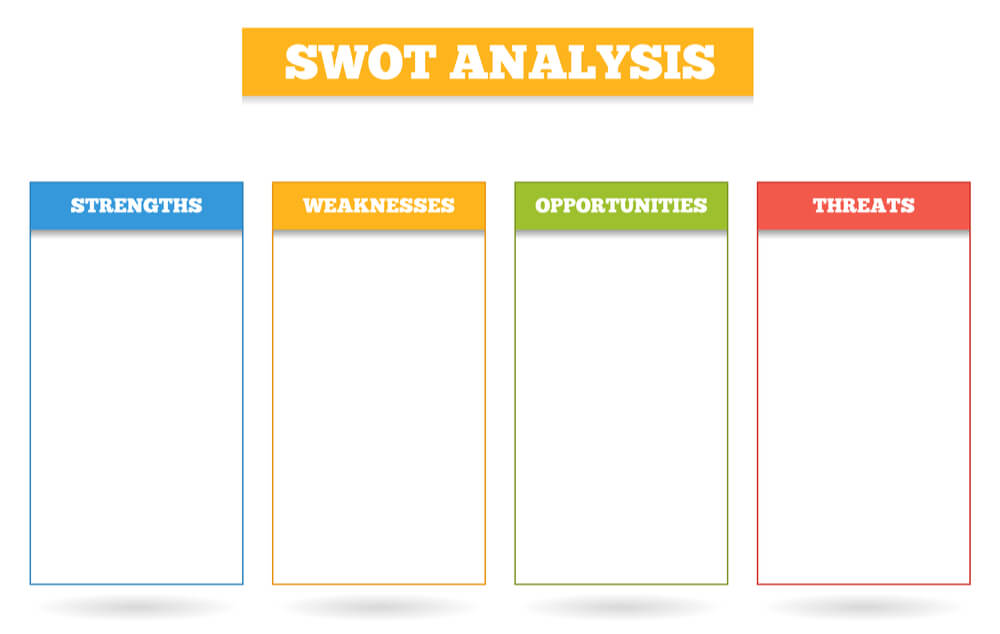 SWOT ANALYSIS
STRENGTHS
WEAKNESSES
OPPORTUNITIES
THREATS